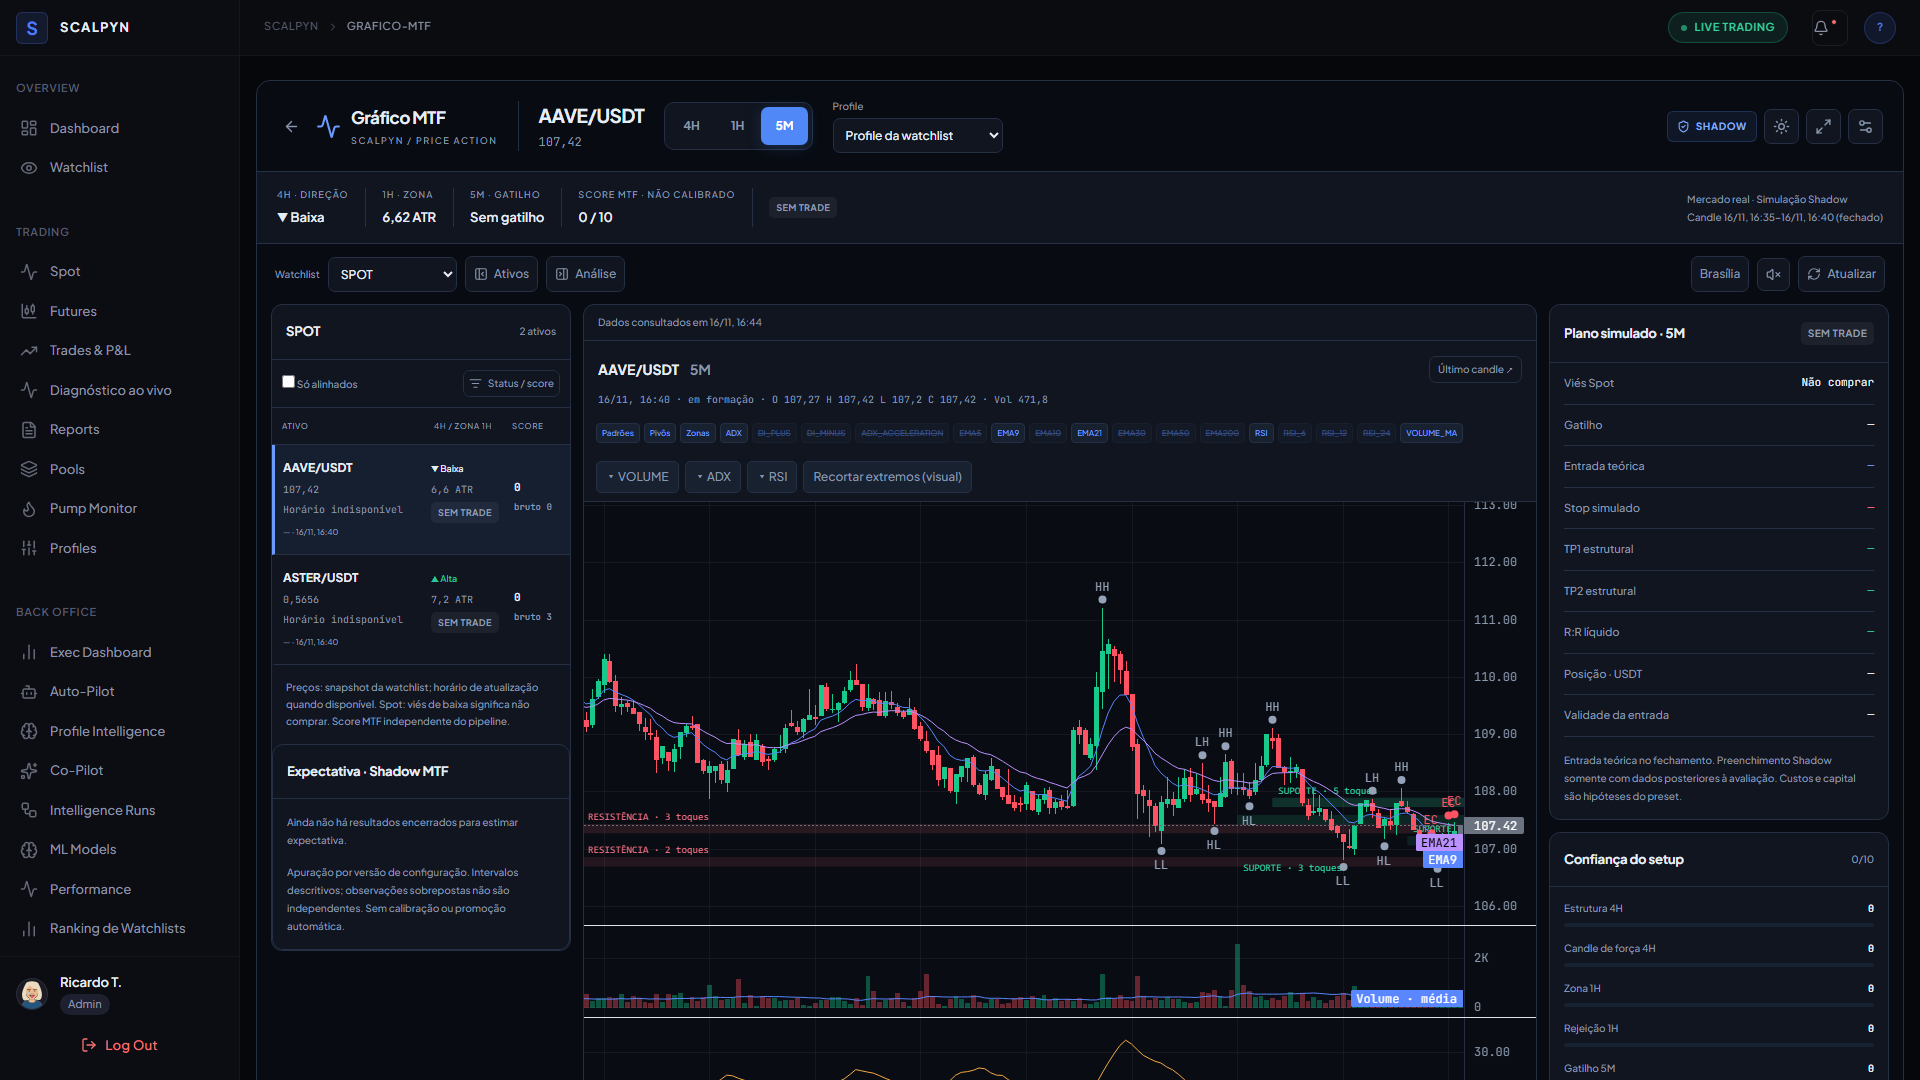 S SCALPYN
SCALPYN > GRAFICO-MTF
LIVE TRADING
?
OVERVIEW
Dashboard
Watchlist
TRADING
Spot
Futures
Trades & P&L
Diagnóstico ao vivo
Reports
Pools
Pump Monitor
Profiles
BACK OFFICE
Exec Dashboard
Auto-Pilot
Profile Intelligence
Co-Pilot
Intelligence Runs
ML Models
Performance
Ranking de Watchlists
Ricardo T.
Admin
Log Out
Gráfico MTF
SCALPYN / PRICE ACTION
AAVE/USDT
107,42
4H 1H 5M
Profile
Profile da watchlist
SHADOW
4H · DIREÇÃO
▼ Baixa
1H · ZONA
6,62 ATR
5M · GATILHO
Sem gatilho
SCORE MTF · NÃO CALIBRADO
0 / 10
SEM TRADE
Mercado real · Simulação Shadow
Candle 16/11, 16:35–16/11, 16:40 (fechado)
Watchlist SPOT Ativos Análise
Brasília Atualizar
SPOT 2 ativos
Só alinhados Status / score
ATIVO 4H / ZONA 1H SCORE
AAVE/USDT ▼ Baixa
107,42 6,6 ATR 0
Horário indisponível SEM TRADE bruto 0
— · 16/11, 16:40
ASTER/USDT ▲ Alta
0,5656 7,2 ATR 0
Horário indisponível SEM TRADE bruto 3
— · 16/11, 16:40
Preços: snapshot da watchlist; horário de atualização
quando disponível. Spot: viés de baixa significa não
comprar. Score MTF independente do pipeline.
Expectativa · Shadow MTF
Ainda não há resultados encerrados para estimar
expectativa.
Apuração por versão de configuração. Intervalos
descritivos; observações sobrepostas não são
independentes. Sem calibração ou promoção
automática.
Dados consultados em 16/11, 16:44
AAVE/USDT 5M
Último candle ↗
16/11, 16:40 · em formação · O 107,27 H 107,42 L 107,2 C 107,42 · Vol 471,8
Padrões Pivôs Zonas ADX DI_PLUS DI_MINUS ADX_ACCELERATION EMA5 EMA9 EMA10 EMA21 EMA30 EMA50 EMA200 RSI RSI_6 RSI_12 RSI_24 VOLUME_MA
▾ VOLUME ▾ ADX ▾ RSI Recortar extremos (visual)
113.00
112.00
111.00
110.00
109.00
108.00
107.42
107.00
106.00
HH
HH
LH HH
HH
LH
SUPORTE · 5 toques
EC
EC
RESISTÊNCIA · 3 toques
HL
EC
SUPORTE
HL
EMA21
RESISTÊNCIA · 2 toques
EMA9
LL
HL
SUPORTE · 3 toques
LL
LL
2K
Volume · média
0
30.00
Plano simulado · 5M SEM TRADE
Viés Spot Não comprar
Gatilho —
Entrada teórica —
Stop simulado —
TP1 estrutural —
TP2 estrutural —
R:R líquido —
Posição · USDT —
Validade da entrada —
Entrada teórica no fechamento. Preenchimento Shadow
somente com dados posteriores à avaliação. Custos e capital
são hipóteses do preset.
Confiança do setup 0/10
Estrutura 4H 0
Candle de força 4H 0
Zona 1H 0
Rejeição 1H 0
Gatilho 5M 0